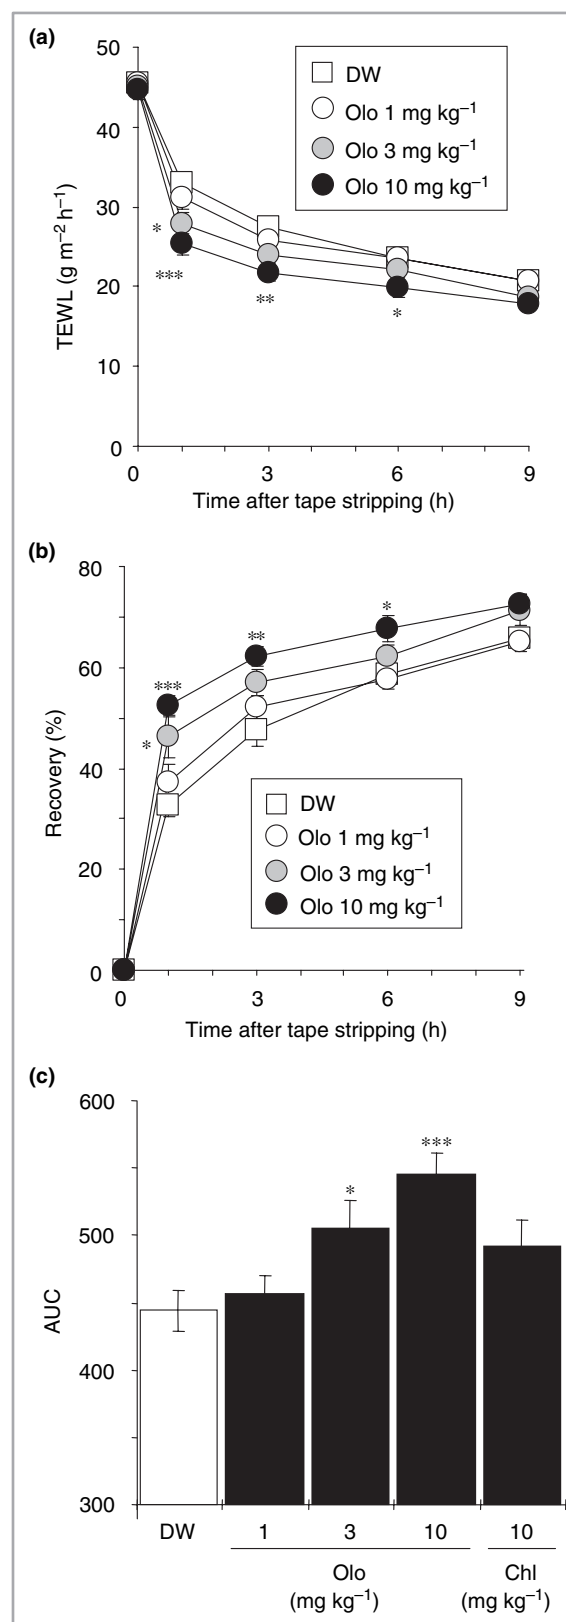 (a)
50
40
30
20
10
0
TEWL (g m⁻² h⁻¹)
DW
Olo 1 mg kg⁻¹
Olo 3 mg kg⁻¹
Olo 10 mg kg⁻¹
*
***
**
*
0 3 6 9
Time after tape stripping (h)
(b)
80
60
40
20
0
Recovery (%)
***
**
*
*
DW
Olo 1 mg kg⁻¹
Olo 3 mg kg⁻¹
Olo 10 mg kg⁻¹
0 3 6 9
Time after tape stripping (h)
(c)
600
500
400
300
AUC
*
***
DW 1 3 10 10
Olo Chl
(mg kg⁻¹) (mg kg⁻¹)